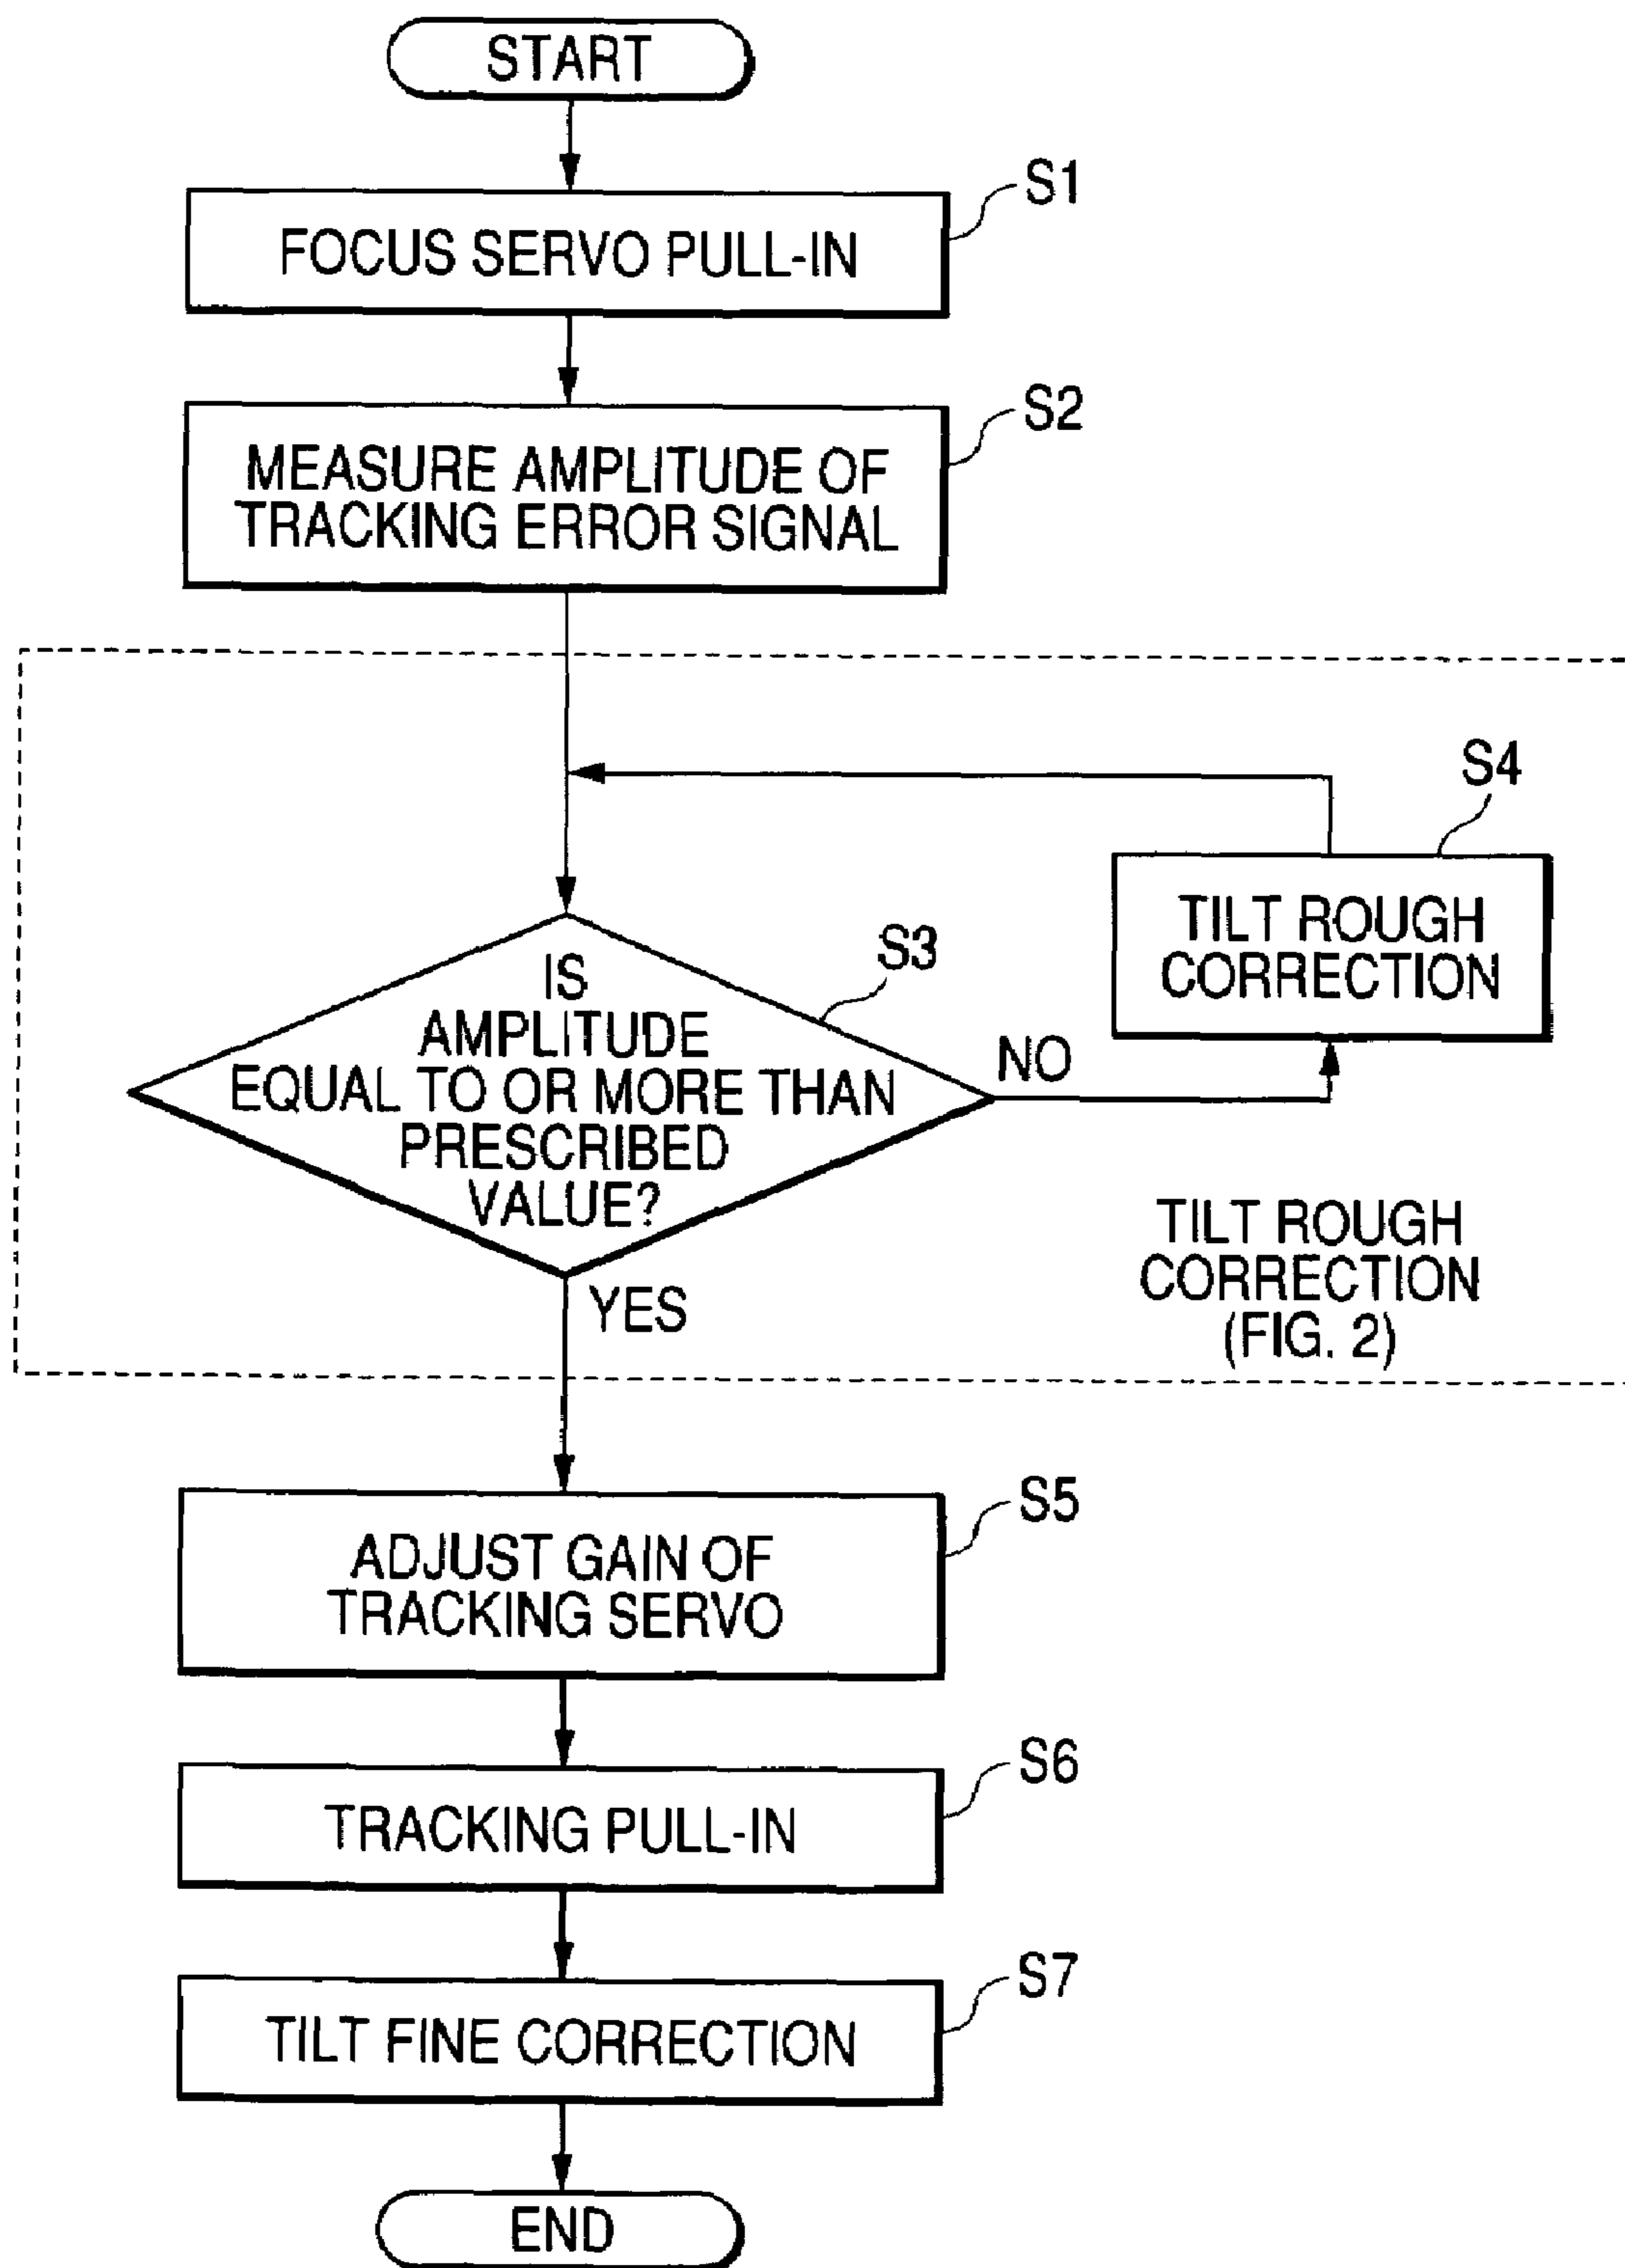 START
S1
FOCUS SERVO PULL-IN
S2
MEASURE AMPLITUDE OF
TRACKING ERROR SIGNAL
S4
TILT ROUGH
CORRECTION
S3
IS
AMPLITUDE
EQUAL TO OR MORE THAN
PRESCRIBED
VALUE?
NO
YES
TILT ROUGH
CORRECTION
(FIG. 2)
S5
ADJUST GAIN OF
TRACKING SERVO
S6
TRACKING PULL-IN
S7
TILT FINE CORRECTION
END